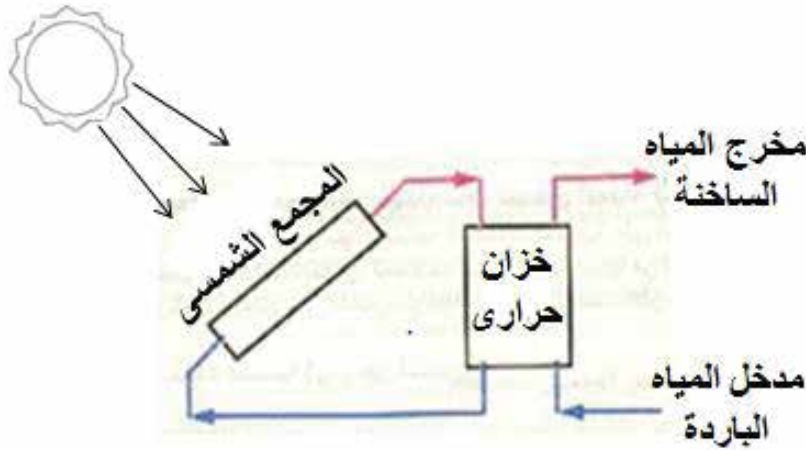 مخرج المياه
الساخنة
المجمع الشمسى
خزان
حرارى
مدخل المياه
الباردة